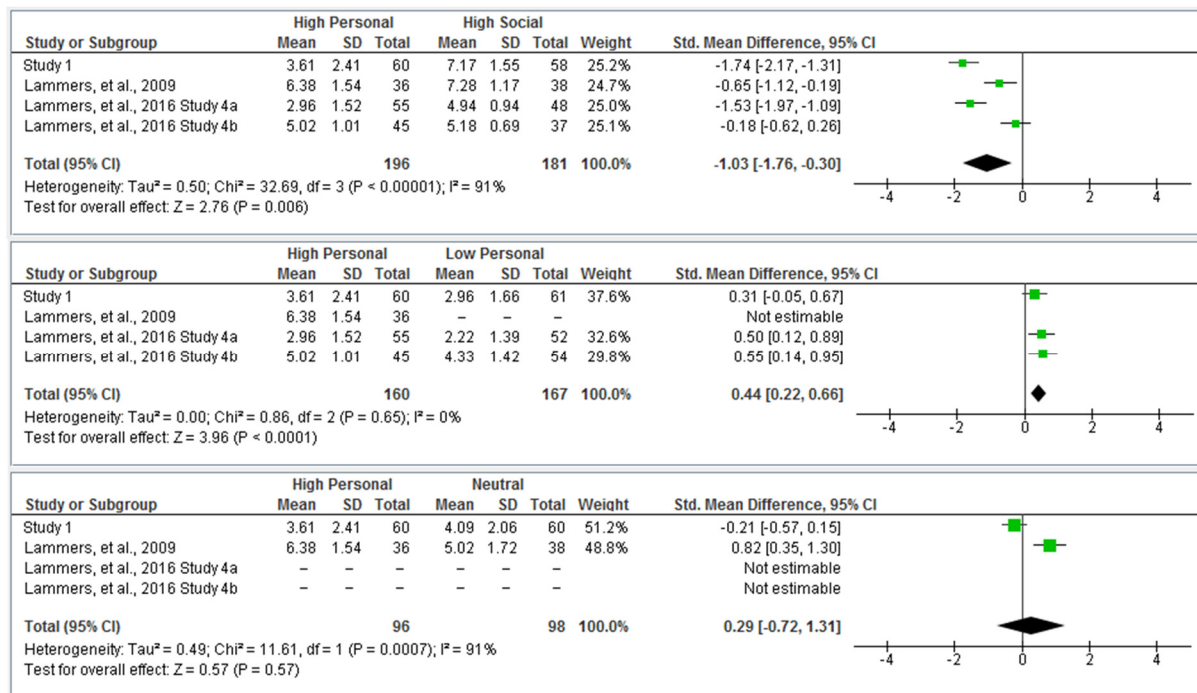 High Personal High Social
Study or Subgroup Mean SD Total Mean SD Total Weight Std. Mean Difference, 95% CI
Study 1 3.61 2.41 60 7.17 1.55 58 25.2% -1.74 [-2.17, -1.31]
Lammers, et al., 2009 6.38 1.54 36 7.28 1.17 38 24.7% -0.65 [-1.12, -0.19]
Lammers, et al., 2016 Study 4a 2.96 1.52 55 4.94 0.94 48 25.0% -1.53 [-1.97, -1.09]
Lammers, et al., 2016 Study 4b 5.02 1.01 45 5.18 0.69 37 25.1% -0.18 [-0.62, 0.26]
Total (95% CI) 196 181 100.0% -1.03 [-1.76, -0.30]
Heterogeneity: Tau² = 0.50; Chi² = 32.69, df = 3 (P < 0.00001); I² = 91%
Test for overall effect: Z = 2.76 (P = 0.006)
-4 -2 0 2 4
High Personal Low Personal
Study or Subgroup Mean SD Total Mean SD Total Weight Std. Mean Difference, 95% CI
Study 1 3.61 2.41 60 2.96 1.66 61 37.6% 0.31 [-0.05, 0.67]
Lammers, et al., 2009 6.38 1.54 36 – – – Not estimable
Lammers, et al., 2016 Study 4a 2.96 1.52 55 2.22 1.39 52 32.6% 0.50 [0.12, 0.89]
Lammers, et al., 2016 Study 4b 5.02 1.01 45 4.33 1.42 54 29.8% 0.55 [0.14, 0.95]
Total (95% CI) 160 167 100.0% 0.44 [0.22, 0.66]
Heterogeneity: Tau² = 0.00; Chi² = 0.86, df = 2 (P = 0.65); I² = 0%
Test for overall effect: Z = 3.96 (P < 0.0001)
-4 -2 0 2 4
High Personal Neutral
Study or Subgroup Mean SD Total Mean SD Total Weight Std. Mean Difference, 95% CI
Study 1 3.61 2.41 60 4.09 2.06 60 51.2% -0.21 [-0.57, 0.15]
Lammers, et al., 2009 6.38 1.54 36 5.02 1.72 38 48.8% 0.82 [0.35, 1.30]
Lammers, et al., 2016 Study 4a – – – – – – Not estimable
Lammers, et al., 2016 Study 4b – – – – – – Not estimable
Total (95% CI) 96 98 100.0% 0.29 [-0.72, 1.31]
Heterogeneity: Tau² = 0.49; Chi² = 11.61, df = 1 (P = 0.0007); I² = 91%
Test for overall effect: Z = 0.57 (P = 0.57)
-4 -2 0 2 4